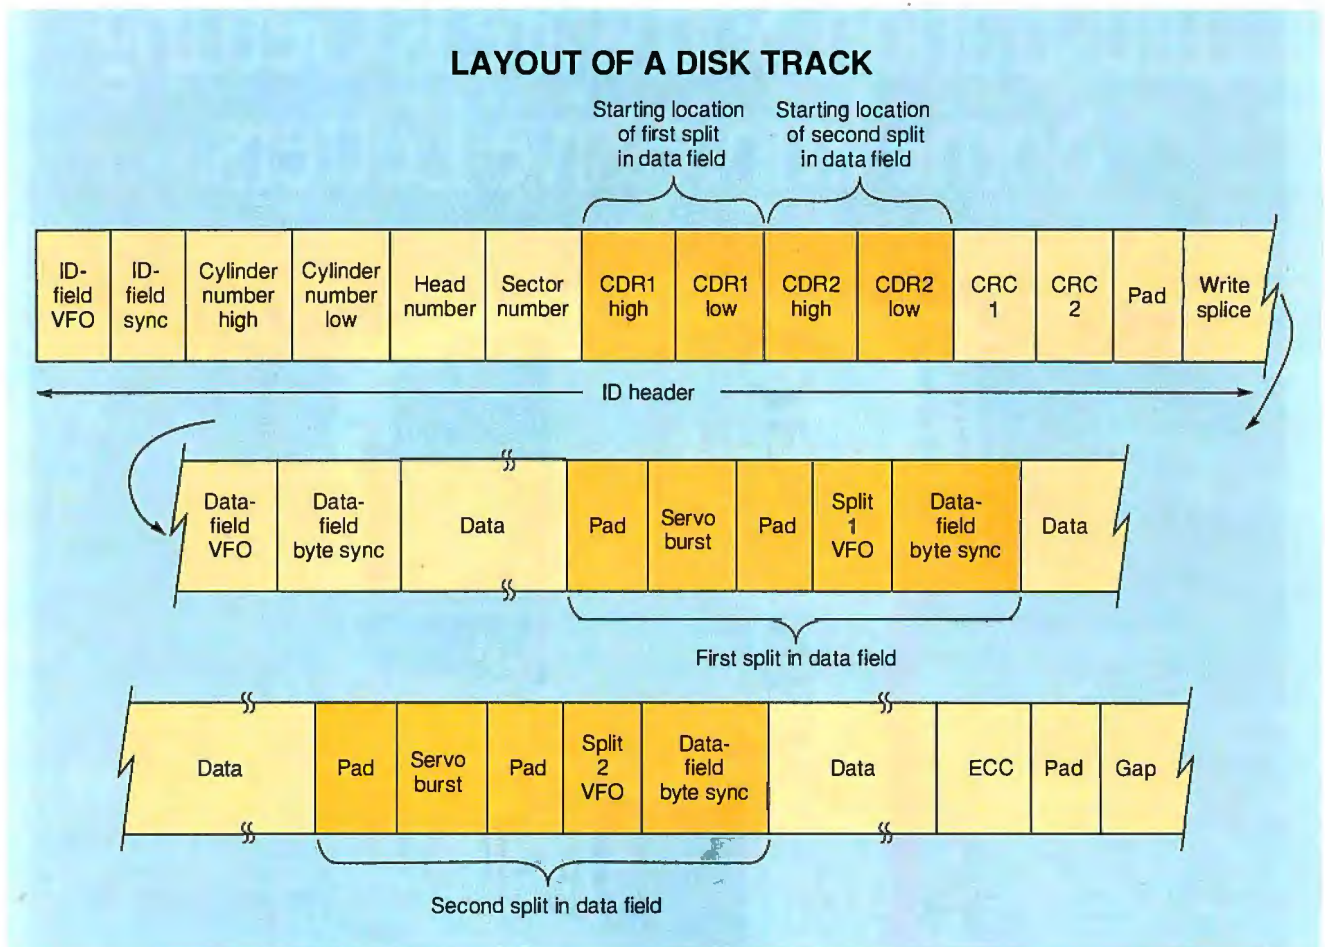 LAYOUT OF A DISK TRACK
Starting location
of first split
in data field
Starting location
of second split
in data field
ID-
field
VFO
ID-
field
sync
Cylinder
number
high
Cylinder
number
low
Head
number
Sector
number
CDR1
high
CDR1
low
CDR2
high
CDR2
low
CRC
1
CRC
2
Pad
Write
splice
ID header
Data-
field
VFO
Data-
field
byte sync
Data
Pad
Servo
burst
Pad
Split
1
VFO
Data-
field
byte sync
Data
First split in data field
Data
Pad
Servo
burst
Pad
Split
2
VFO
Data-
field
byte sync
Data
ECC
Pad
Gap
Second split in data field